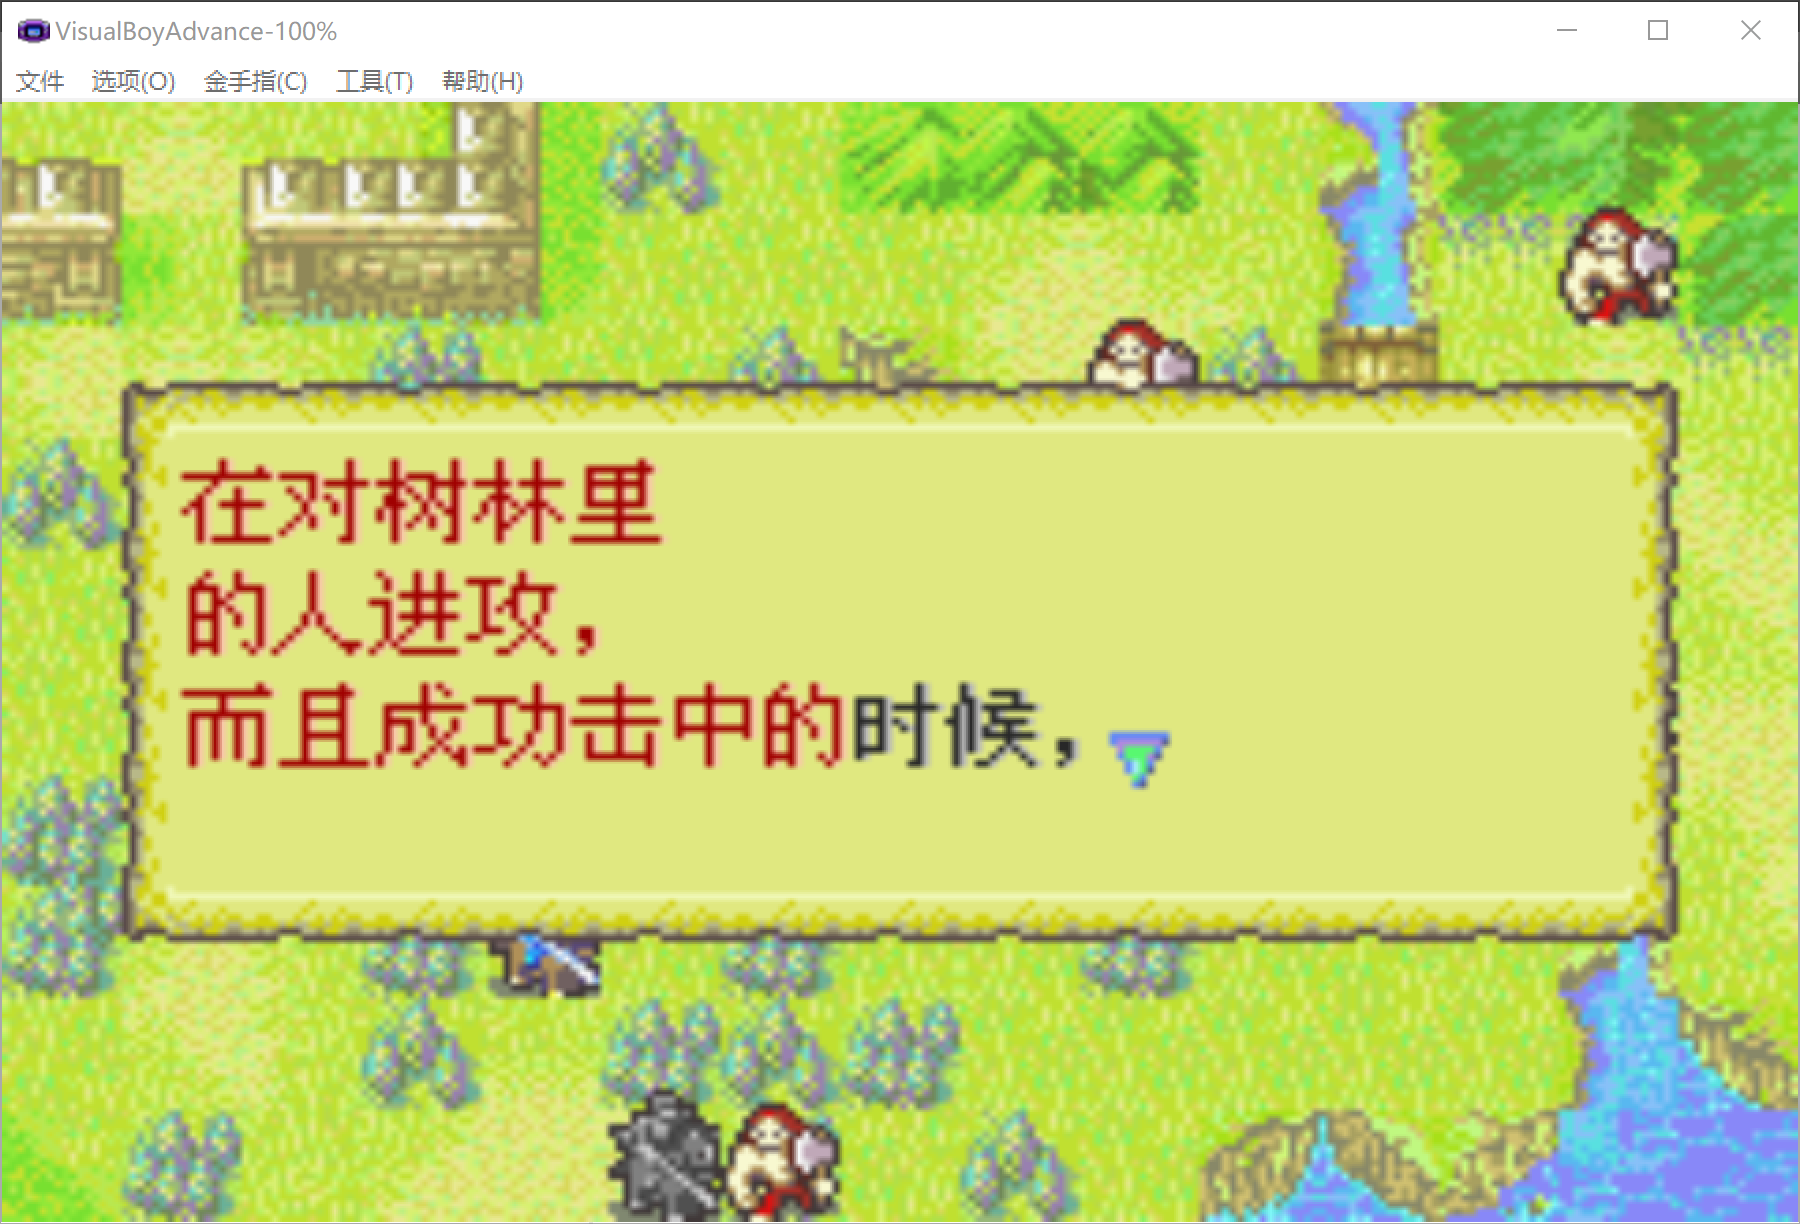 VisualBoyAdvance-100%
文件 选项(O) 金手指(C) 工具(T) 帮助(H)
在对树林里
的人进攻，
而且成功击中的时候，